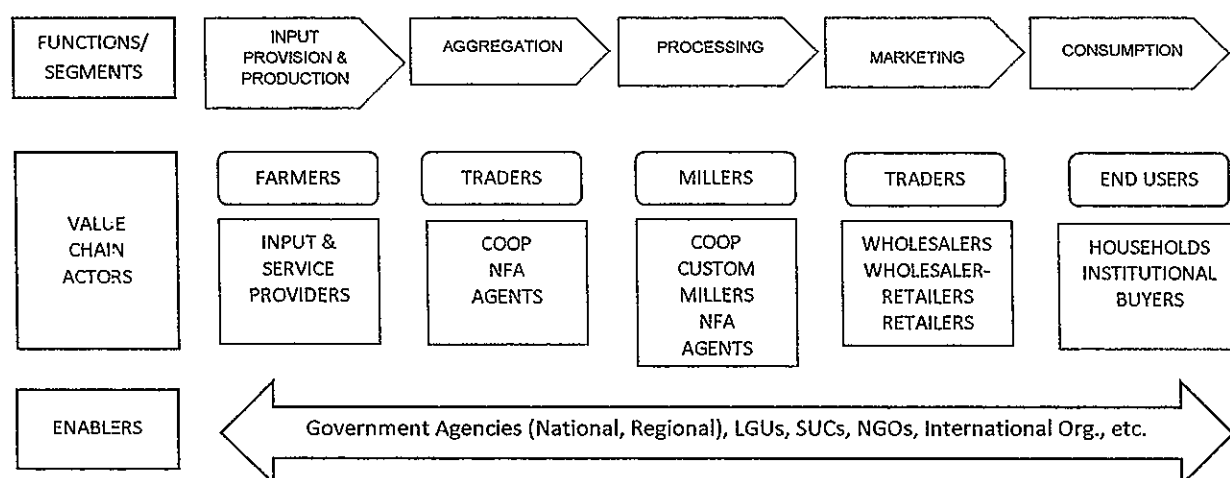 FUNCTIONS/
SEGMENTS
INPUT
PROVISION &
PRODUCTION
AGGREGATION
PROCESSING
MARKETING
CONSUMPTION
VALUE
CHAIN
ACTORS
FARMERS
TRADERS
MILLERS
TRADERS
END USERS
INPUT &
SERVICE
PROVIDERS
COOP
NFA
AGENTS
COOP
CUSTOM
MILLERS
NFA
AGENTS
WHOLESALERS
WHOLESALER-
RETAILERS
RETAILERS
HOUSEHOLDS
INSTITUTIONAL
BUYERS
ENABLERS
Government Agencies (National, Regional), LGUs, SUCs, NGOs, International Org., etc.